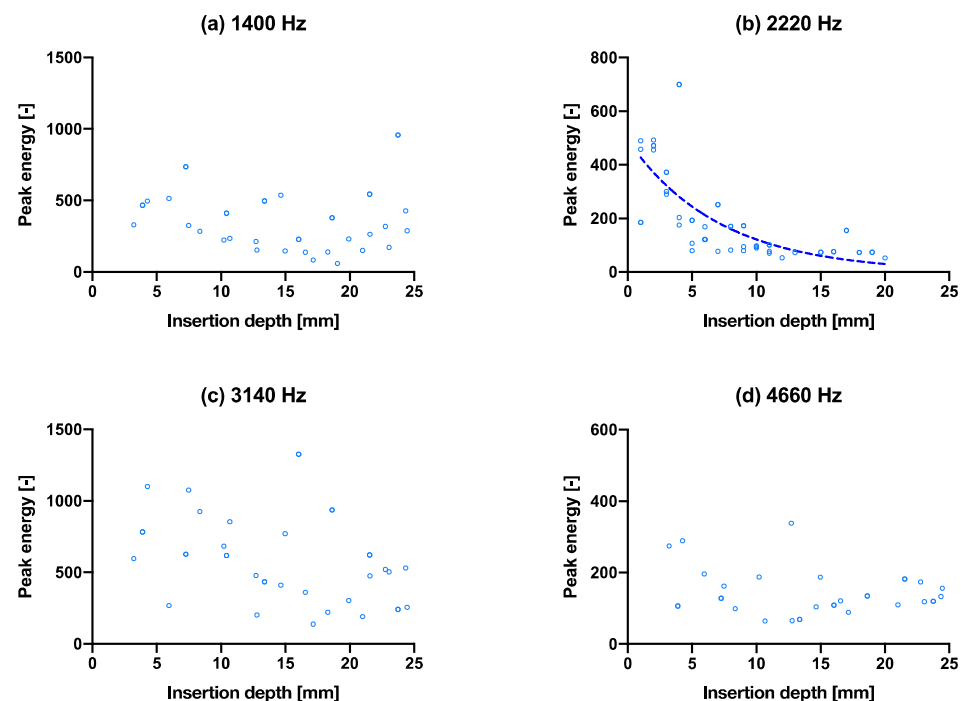 (a) 1400 Hz
Peak energy [-]
1500
1000
500
0
0 5 10 15 20 25
Insertion depth [mm]
(b) 2220 Hz
Peak energy [-]
800
600
400
200
0
0 5 10 15 20 25
Insertion depth [mm]
(c) 3140 Hz
Peak energy [-]
1500
1000
500
0
0 5 10 15 20 25
Insertion depth [mm]
(d) 4660 Hz
Peak energy [-]
600
400
200
0
0 5 10 15 20 25
Insertion depth [mm]